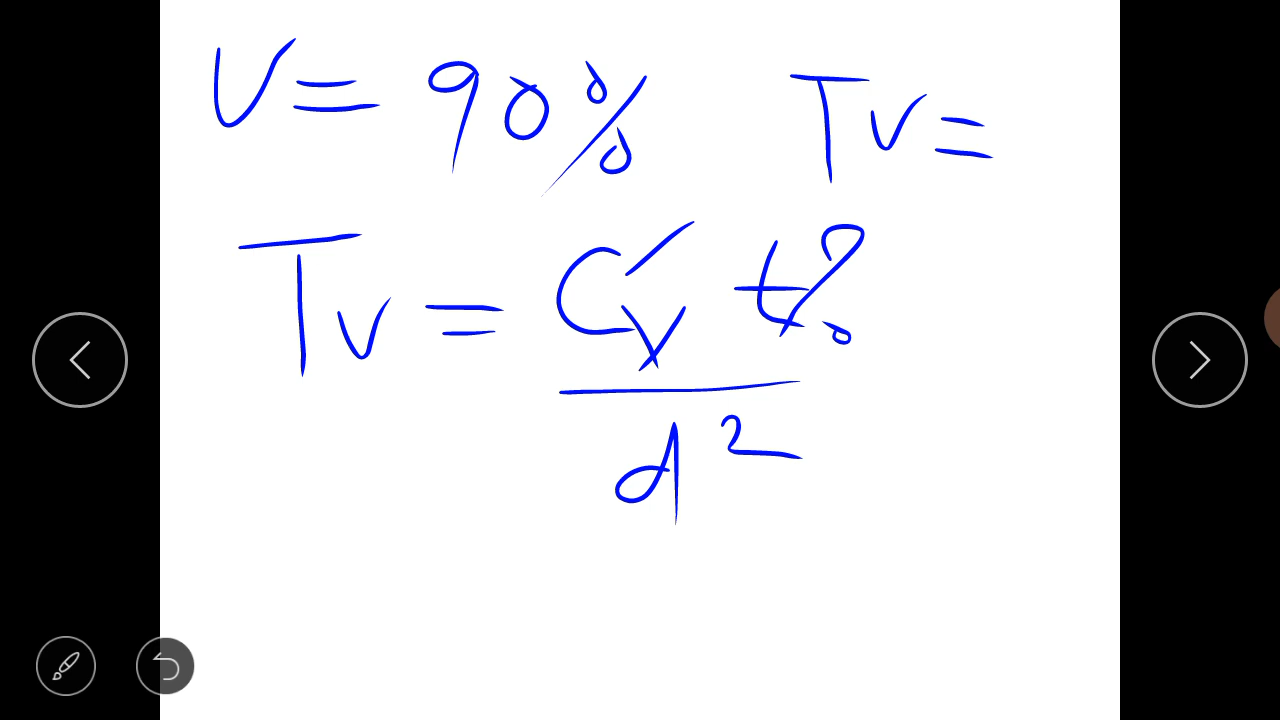 U = 90% Tv =
Tv = Cv t?
d²